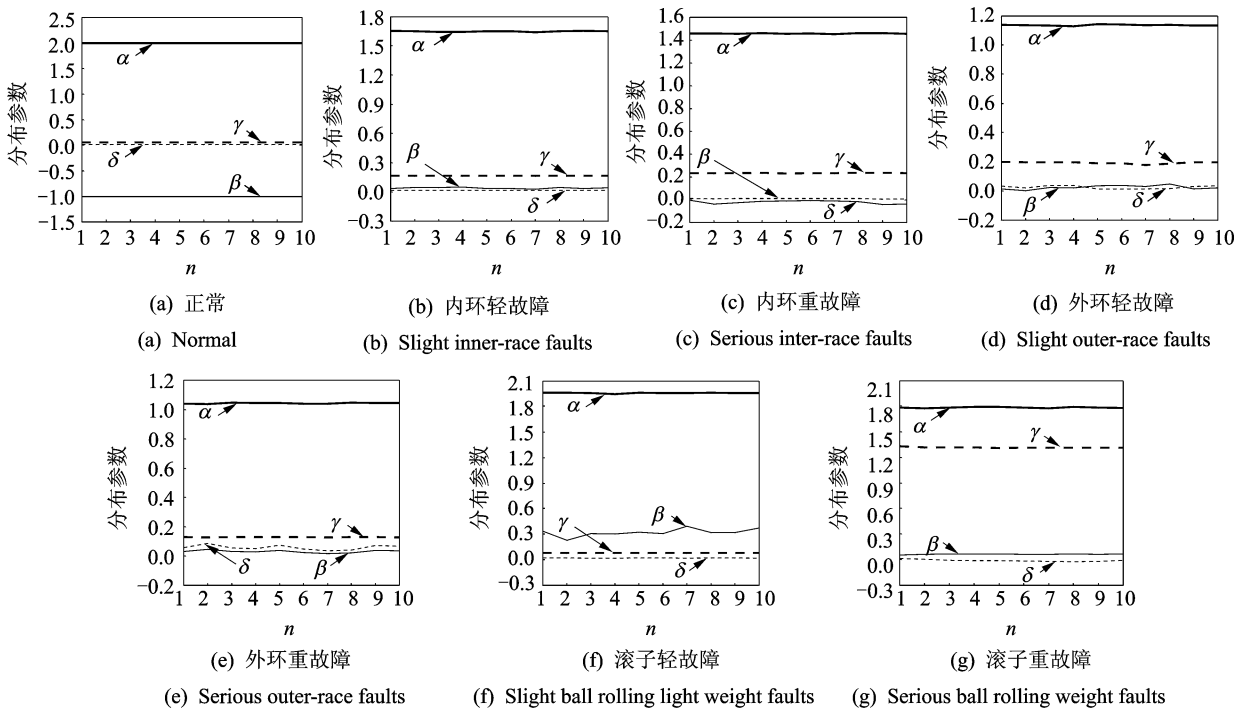 2.5
2.0
1.5
1.0
0.5
0.0
−0.5
−1.0
−1.5
分布参数
α
γ
δ
β
1 2 3 4 5 6 7 8 9 10
n
(a) 正常
(a) Normal
1.8
1.5
1.2
0.9
0.6
0.3
0.0
−0.3
分布参数
α
β
γ
δ
1 2 3 4 5 6 7 8 9 10
n
(b) 内环轻故障
(b) Slight inner-race faults
1.6
1.4
1.2
1.0
0.8
0.6
0.4
0.2
0.0
−0.2
分布参数
α
β
γ
δ
1 2 3 4 5 6 7 8 9 10
n
(c) 内环重故障
(c) Serious inter-race faults
1.2
1.0
0.8
0.6
0.4
0.2
0.0
−0.2
分布参数
α
γ
β
δ
1 2 3 4 5 6 7 8 9 10
n
(d) 外环轻故障
(d) Slight outer-race faults
1.2
1.0
0.8
0.6
0.4
0.2
0.0
−0.2
分布参数
α
γ
δ
β
1 2 3 4 5 6 7 8 9 10
n
(e) 外环重故障
(e) Serious outer-race faults
2.1
1.8
1.5
1.2
0.9
0.6
0.3
0.0
−0.3
分布参数
α
γ
β
δ
1 2 3 4 5 6 7 8 9 10
n
(f) 滚子轻故障
(f) Slight ball rolling light weight faults
2.1
1.8
1.5
1.2
0.9
0.6
0.3
0.0
−0.3
分布参数
α
γ
β
δ
1 2 3 4 5 6 7 8 9 10
n
(g) 滚子重故障
(g) Serious ball rolling weight faults